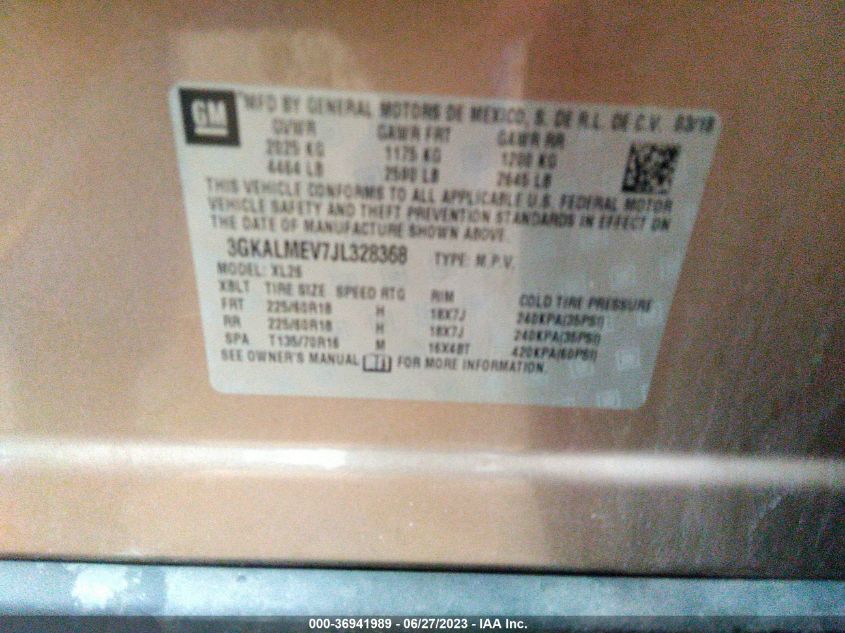 GM
MFD BY GENERAL MOTORS DE MEXICO, S. DE R.L. DE C.V. 03/18
GVWR GAWR FRT GAWR RR
2025 KG 1175 KG 1200 KG
4464 LB 2590 LB 2645 LB
THIS VEHICLE CONFORMS TO ALL APPLICABLE U.S. FEDERAL MOTOR
VEHICLE SAFETY AND THEFT PREVENTION STANDARDS IN EFFECT ON
THE DATE OF MANUFACTURE SHOWN ABOVE.
3GKALMEV7JL328368 TYPE: M.P.V.
MODEL: XL26
XBLT TIRE SIZE SPEED RTG RIM COLD TIRE PRESSURE
FRT 225/60R18 H 18X7J 240KPA(35PSI)
RR 225/60R18 H 18X7J 240KPA(35PSI)
SPA T135/70R16 M 16X4BT 420KPA(60PSI)
SEE OWNER'S MANUAL FOR MORE INFORMATION.
000-36941989 - 06/27/2023 - IAA Inc.